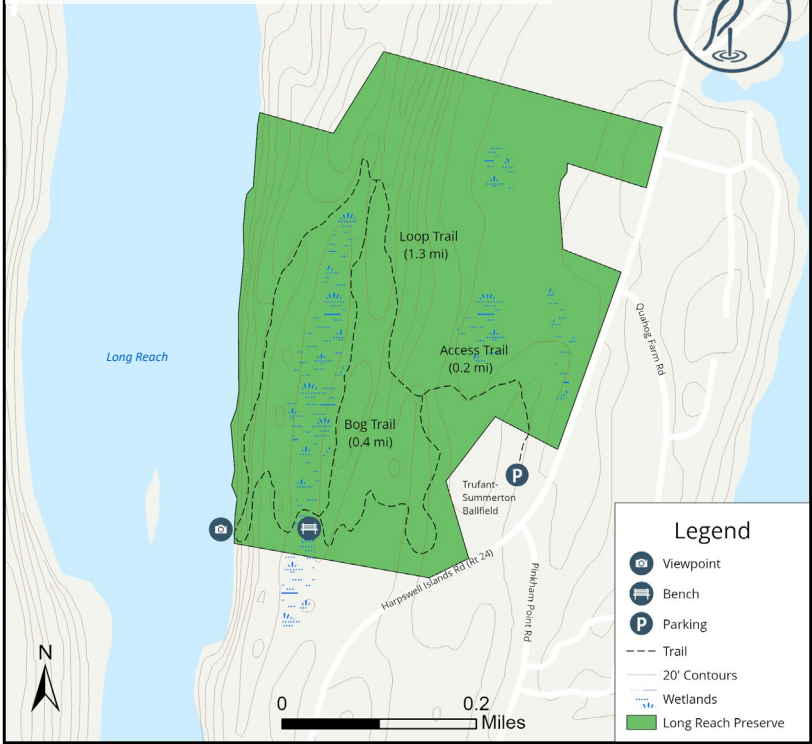 Loop Trail
(1.3 mi)
Quahog Farm Rd
Long Reach
Access Trail
(0.2 mi)
Bog Trail
(0.4 mi)
P
Trufant-
Summerton
Ballfield
Harpswell Islands Rd (Rt 24)
Pinkham Point Rd
Legend
Viewpoint
Bench
P Parking
Trail
20' Contours
Wetlands
Long Reach Preserve
N
0 0.2
Miles